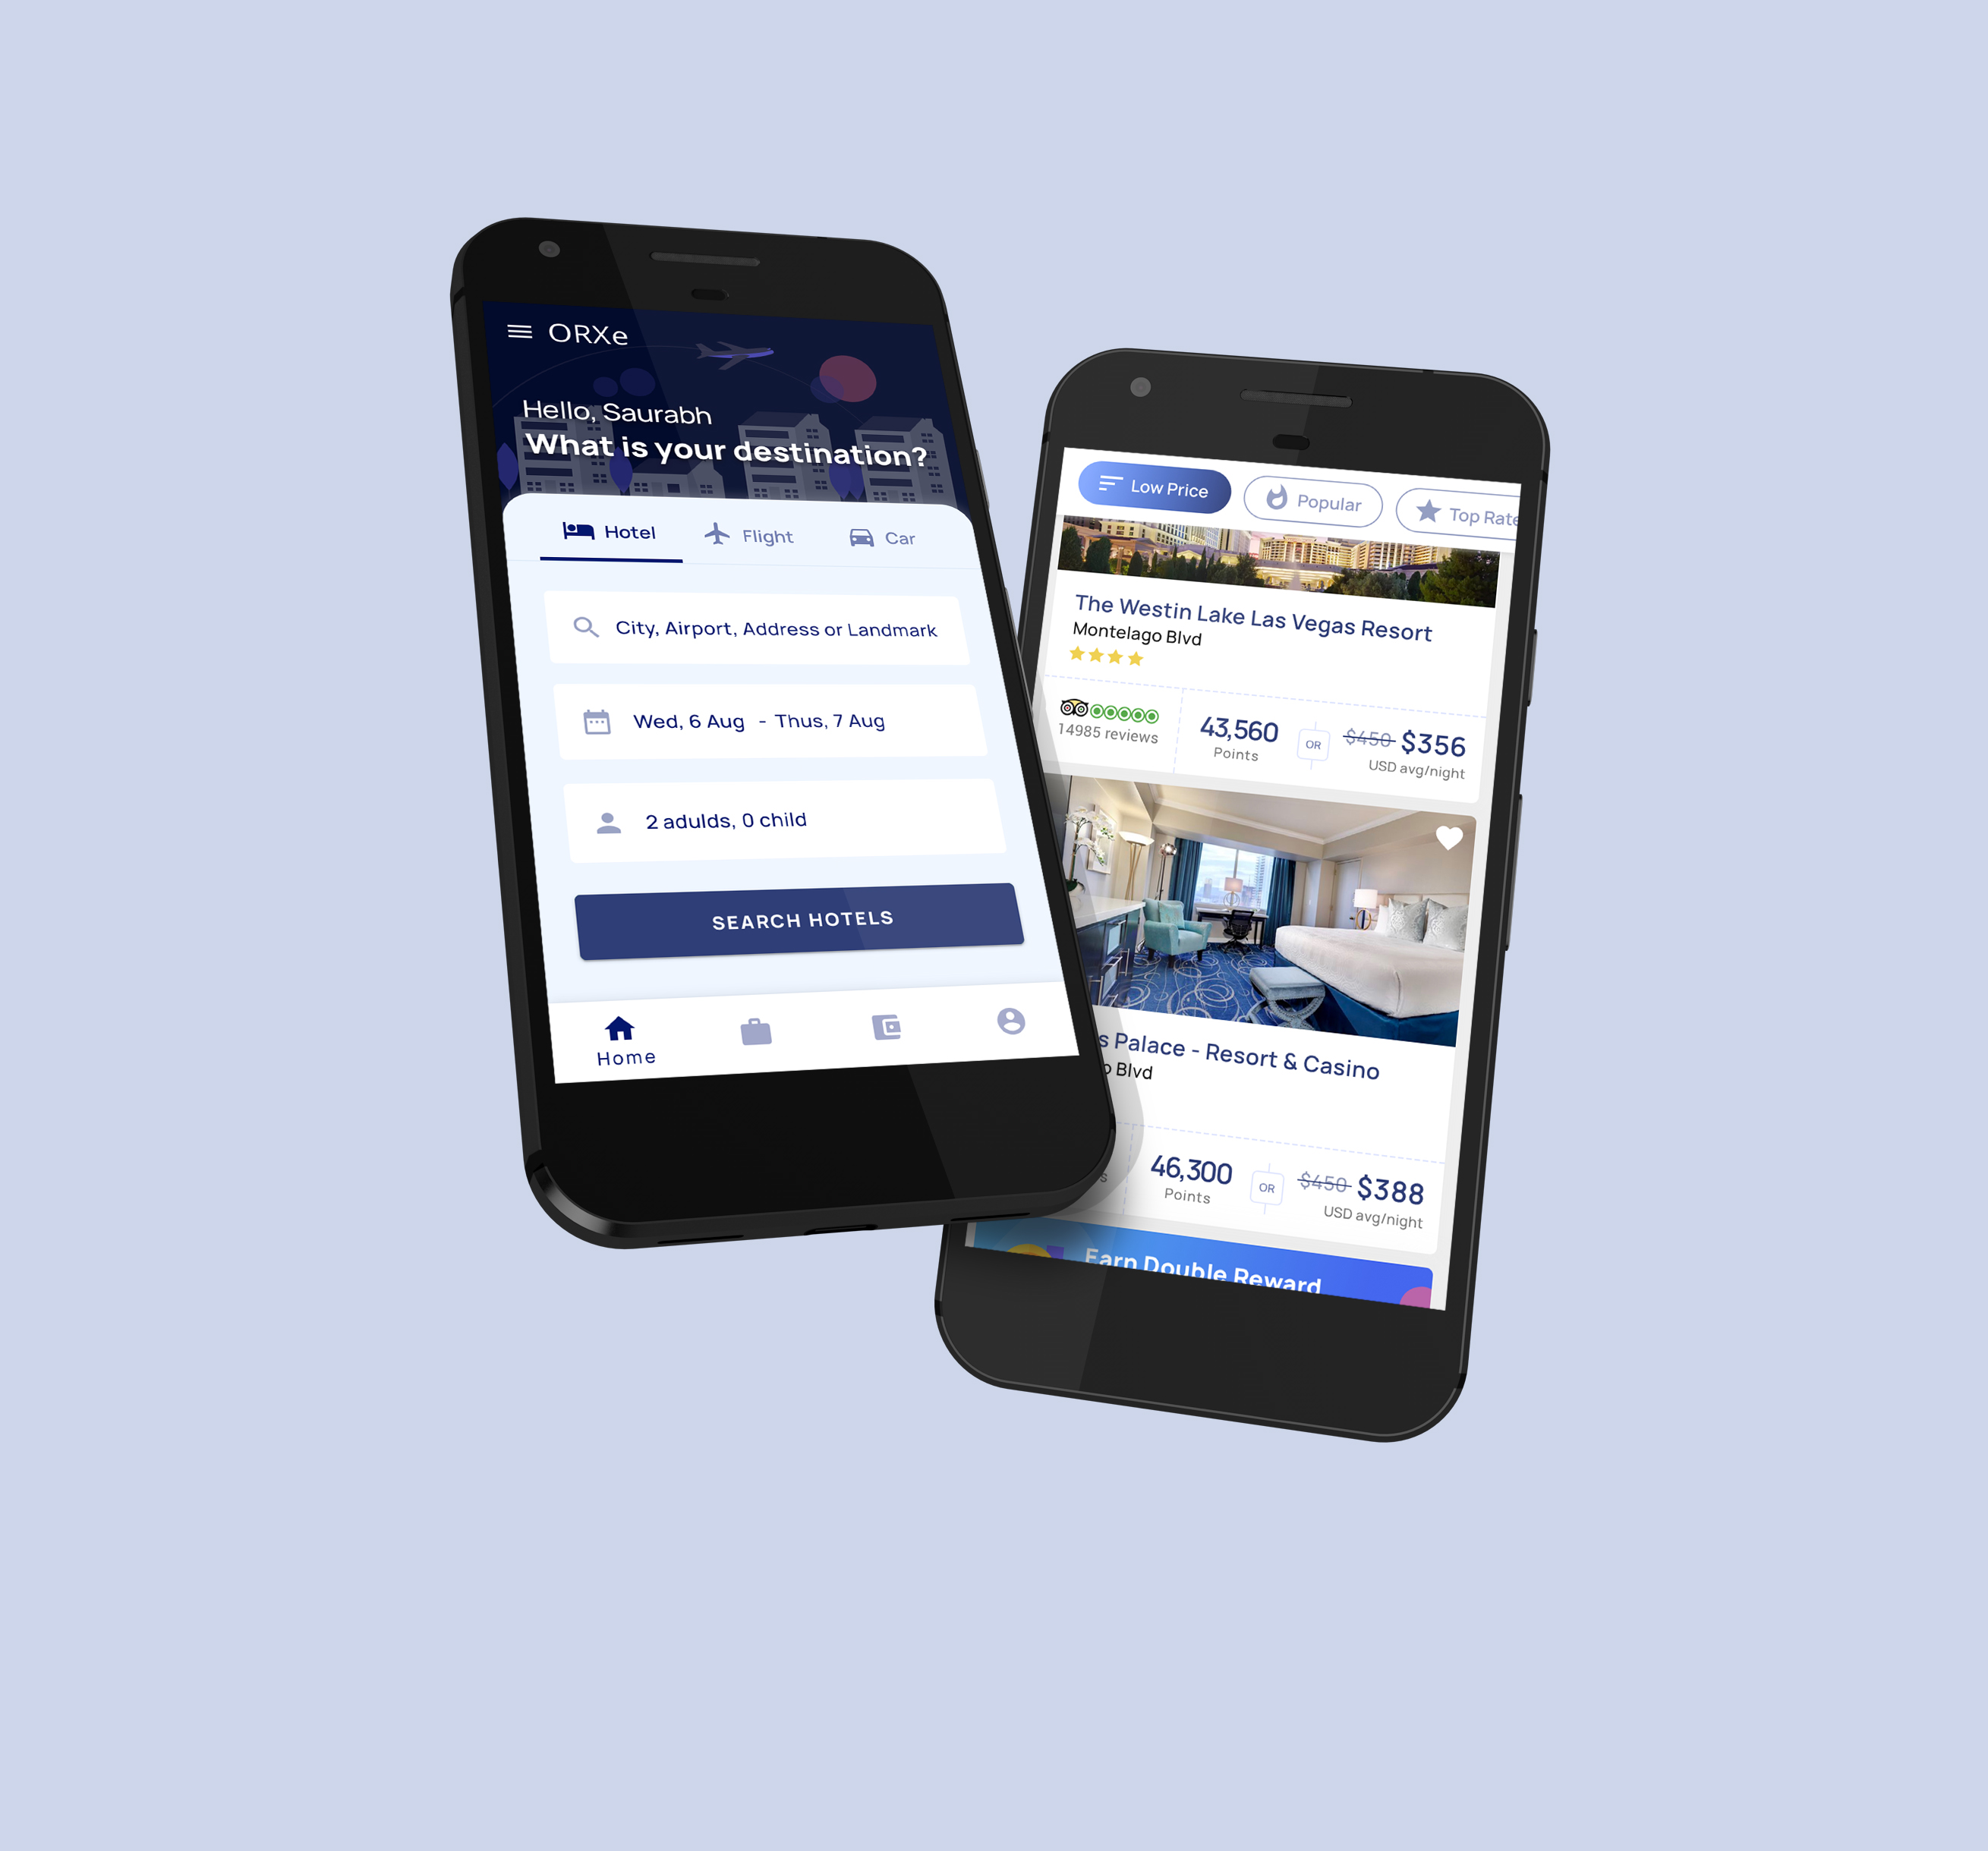 ORXe
Hello, Saurabh
What is your destination?
Hotel
Flight
Car
City, Airport, Address or Landmark
Wed, 6 Aug - Thus, 7 Aug
2 adulds, 0 child
SEARCH HOTELS
Home
Low Price
Popular
Top Rate
The Westin Lake Las Vegas Resort
Montelago Blvd
14985 reviews
43,560
Points
OR
$450 $356
USD avg/night
s Palace - Resort & Casino
o Blvd
s
46,300
Points
OR
$450 $388
USD avg/night
Earn Double Reward